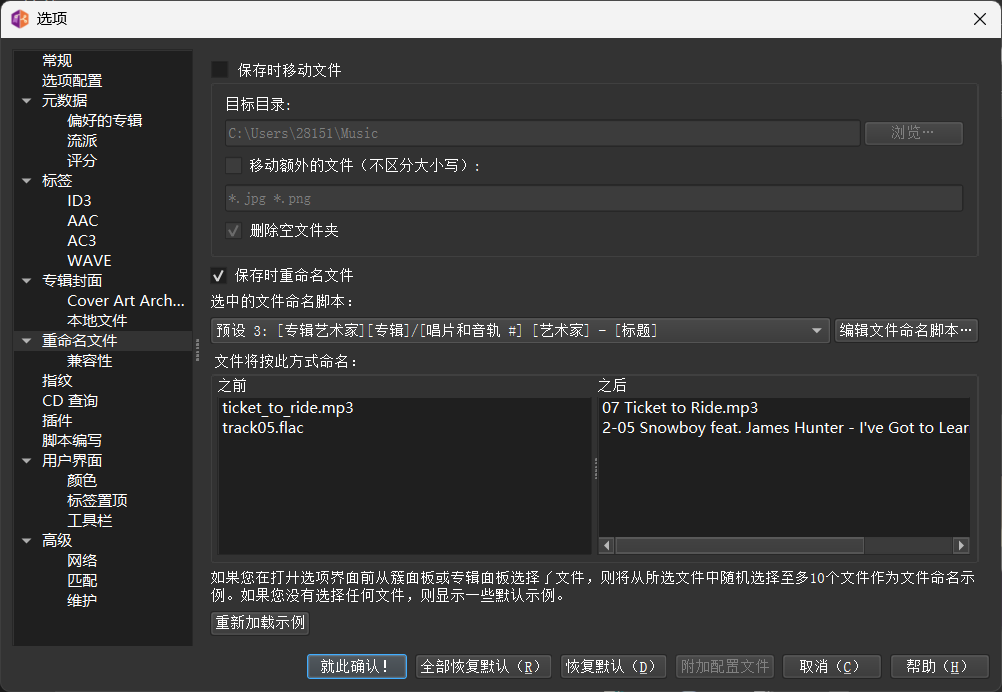 选项
常规
选项配置
元数据
偏好的专辑
流派
评分
标签
ID3
AAC
AC3
WAVE
专辑封面
Cover Art Arch...
本地文件
重命名文件
兼容性
指纹
CD 查询
插件
脚本编写
用户界面
颜色
标签置顶
工具栏
高级
网络
匹配
维护
保存时移动文件
目标目录:
C:\Users\28151\Music
浏览…
移动额外的文件（不区分大小写）:
*.jpg *.png
删除空文件夹
保存时重命名文件
选中的文件命名脚本:
预设 3: [专辑艺术家][专辑]/[唱片和音轨 #] [艺术家] - [标题]
编辑文件命名脚本…
文件将按此方式命名:
之前
之后
ticket_to_ride.mp3
07 Ticket to Ride.mp3
track05.flac
2-05 Snowboy feat. James Hunter - I've Got to Lear
如果您在打开选项界面前从簇面板或专辑面板选择了文件，则将从所选文件中随机选择至多10个文件作为文件命名示
例。如果您没有选择任何文件，则显示一些默认示例。
重新加载示例
就此确认！
全部恢复默认（R）
恢复默认（D）
附加配置文件
取消（C）
帮助（H）